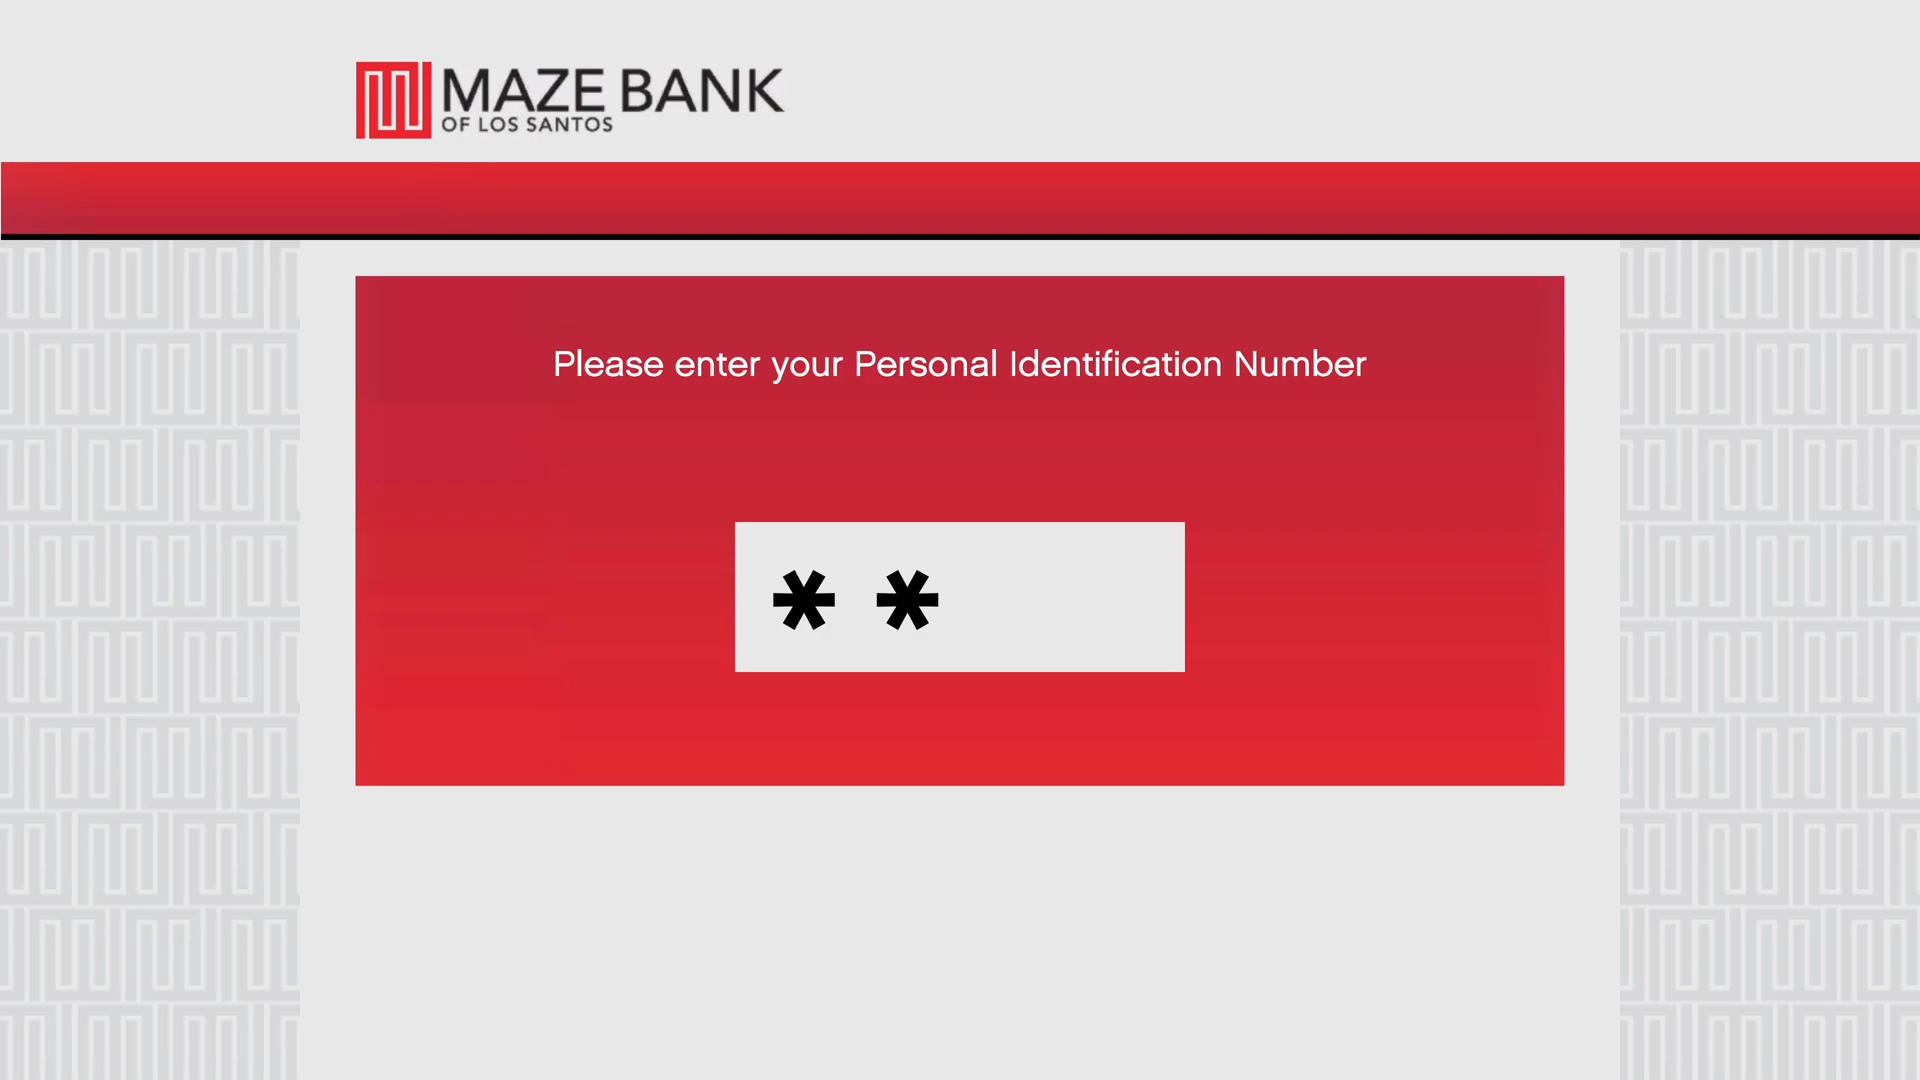 MAZE BANK
OF LOS SANTOS
Please enter your Personal Identification Number
* *